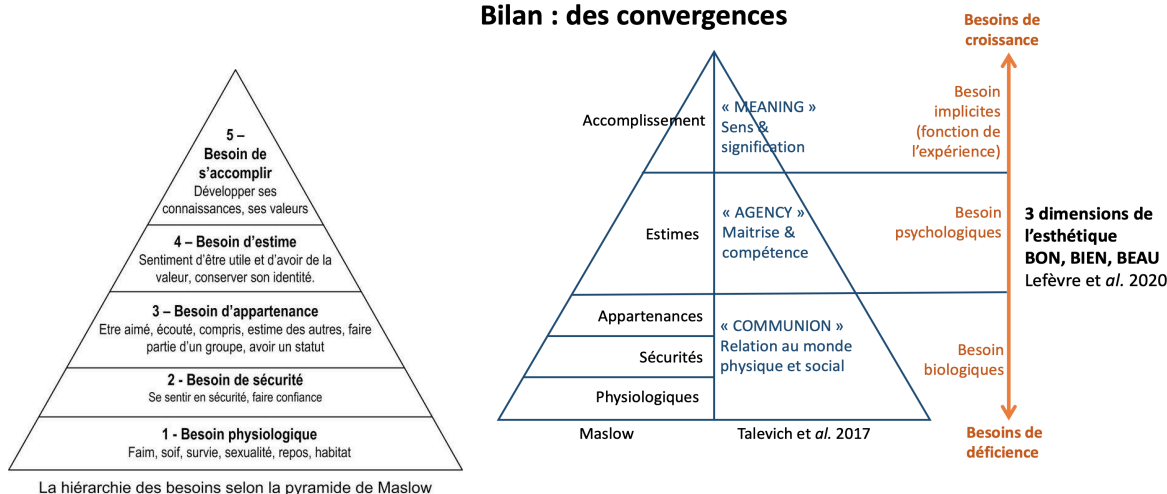 Bilan : des convergences
5 –
Besoin de
s’accomplir
Développer ses
connaissances, ses valeurs
4 – Besoin d’estime
Sentiment d’être utile et d’avoir de la
valeur, conserver son identité.
3 – Besoin d’appartenance
Etre aimé, écouté, compris, estime des autres, faire
partie d’un groupe, avoir un statut
2 - Besoin de sécurité
Se sentir en sécurité, faire confiance
1 - Besoin physiologique
Faim, soif, survie, sexualité, repos, habitat
La hiérarchie des besoins selon la pyramide de Maslow
Accomplissement
Estimes
Appartenances
Sécurités
Physiologiques
Maslow
« MEANING »
Sens &
signification
« AGENCY »
Maitrise &
compétence
« COMMUNION »
Relation au monde
physique et social
Talevich et al. 2017
Besoins de
croissance
Besoin
implicites
(fonction de
l’expérience)
Besoin
psychologiques
Besoin
biologiques
Besoins de
déficience
3 dimensions de
l’esthétique
BON, BIEN, BEAU
Lefèvre et al. 2020